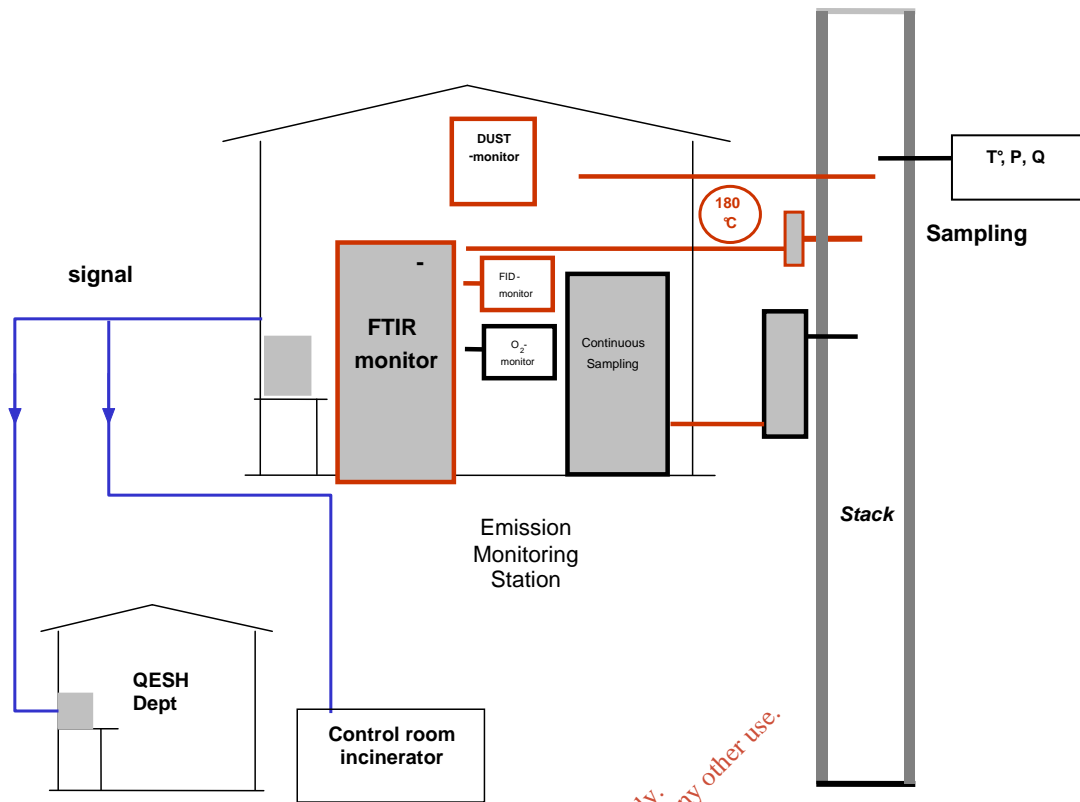 DUST
-monitor
T°, P, Q
180
°C
Sampling
signal
-
FID-
monitor
FTIR
monitor
O2-
monitor
Continuous
Sampling
Stack
Emission
Monitoring
Station
QESH
Dept
Control room
incinerator
ny other use.